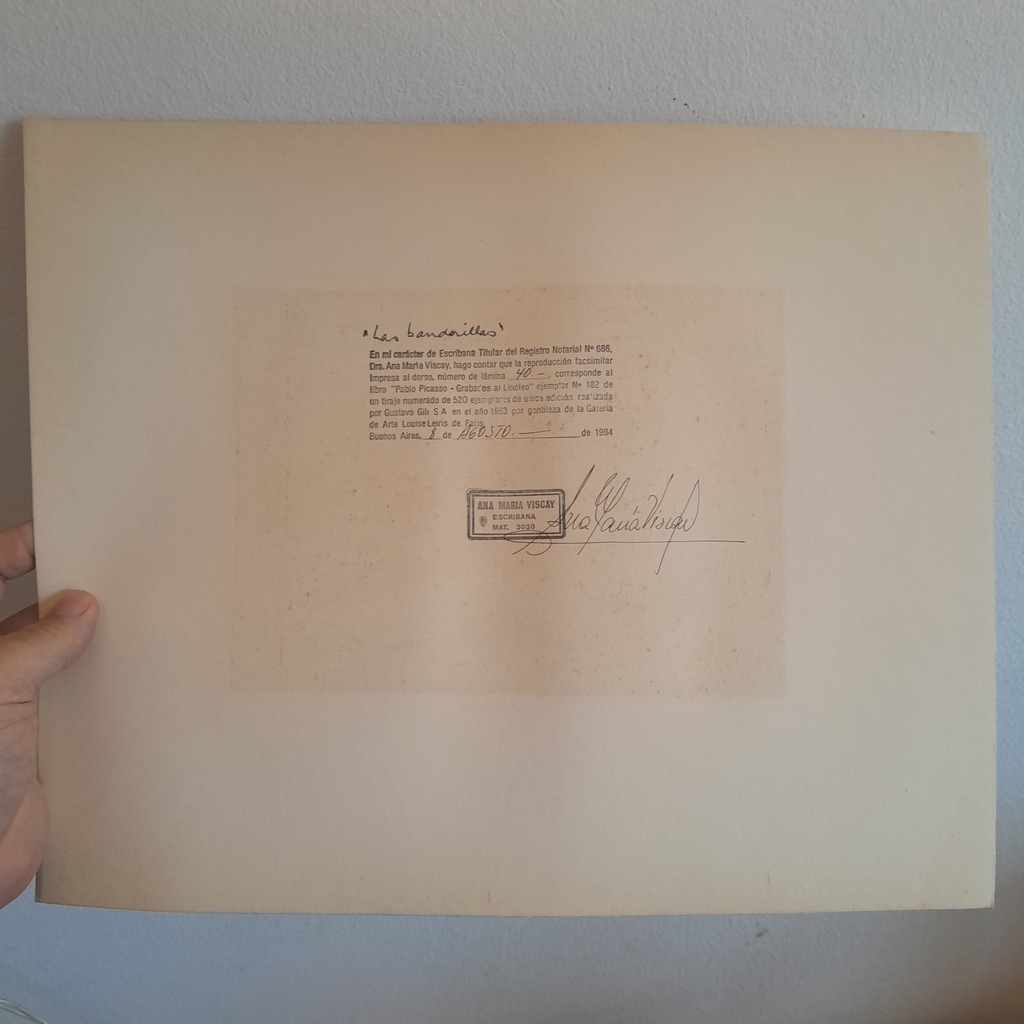 "Las banderillas"
En mi carácter de Escribana Titular del Registro Notarial Nº 686,
Dra. Ana María Viscay, hago contar que la reproducción facsimilar
impresa al dorso, número de lámina 40 - corresponde al
libro "Pablo Picasso - Grabados al Linóleo" ejemplar Nº 182 de
un tiraje numerado de 520 ejemplares de única edición, realizada
por Gustavo Gili S.A. en el año 1963 por gentileza de la Galería
de Arte Louise Leiris de París.
Buenos Aires, 8 de AGOSTO. — de 1984
ANA MARIA VISCAY
ESCRIBANA
MAT. 3020
Ana María Viscay